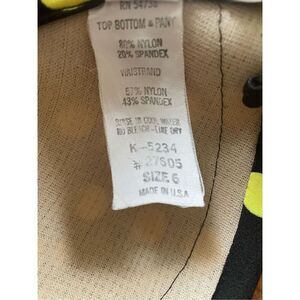 RN 54738
TOP BOTTOM & PANT
80% NYLON
20% SPANDEX
WAISTBAND
57% NYLON
43% SPANDEX
RINSE IN COOL WATER
NO BLEACH-LINE DRY
K-5234
#27605
SIZE 6
MADE IN U.S.A